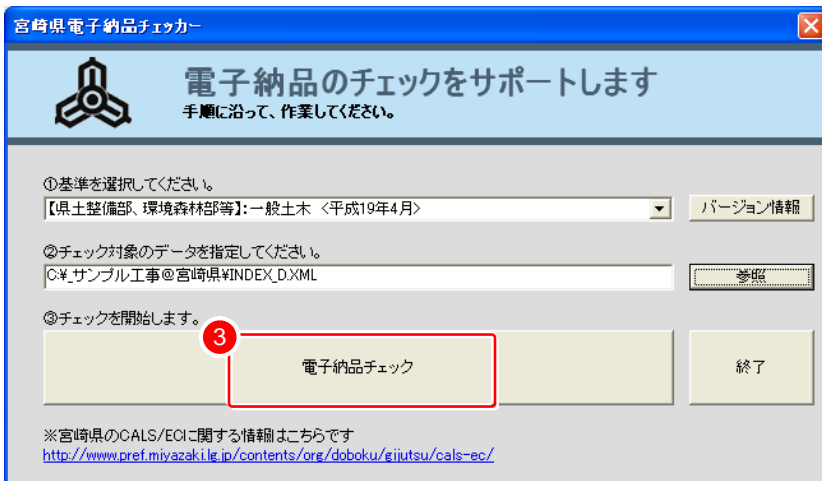 宮崎県電子納品チェッカー
電子納品のチェックをサポートします
手順に沿って、作業してください。
①基準を選択してください。
【県土整備部、環境森林部等】:一般土木 <平成19年4月>
バージョン情報
②チェック対象のデータを指定してください。
C:¥_サンプル工事@宮崎県¥INDEX_D.XML
参照
③チェックを開始します。
3
電子納品チェック
終了
※宮崎県のCALS/ECIに関する情報はこちらです
http://www.pref.miyazaki.lg.jp/contents/org/doboku/gijutsu/cals-ec/